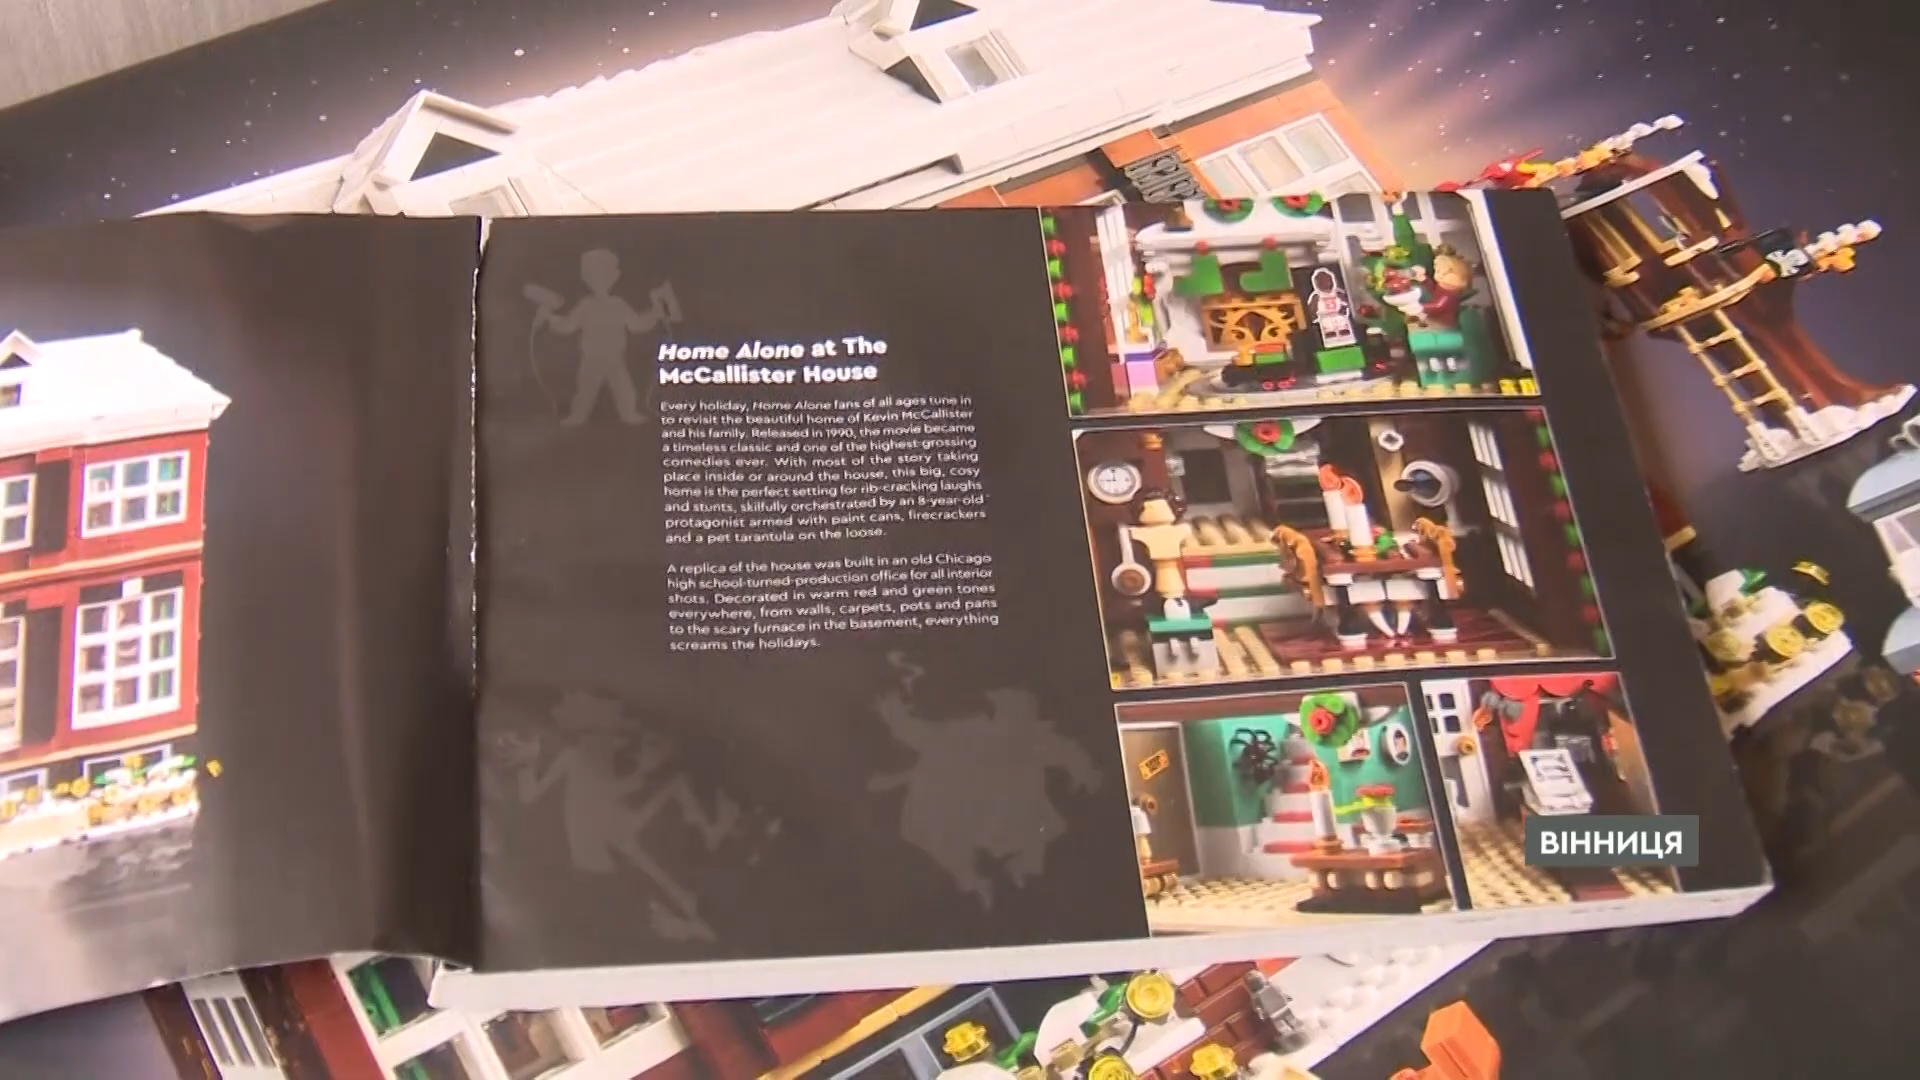 Home Alone at The
McCallister House
Every holiday, Home Alone fans of all ages tune in
to revisit the beautiful home of Kevin McCallister
and his family. Released in 1990, the movie became
a timeless classic and one of the highest-grossing
comedies ever. With most of the story taking
place inside or around the house, this big, cosy
home is the perfect setting for rib-cracking laughs
and stunts, skilfully orchestrated by an 8-year-old
protagonist armed with paint cans, firecrackers
and a pet tarantula on the loose.
A replica of the house was built in an old Chicago
high school-turned-production office for all interior
shots. Decorated in warm red and green tones
everywhere, from walls, carpets, pots and pans
to the scary furnace in the basement, everything
screams the holidays.
ВІННИЦЯ